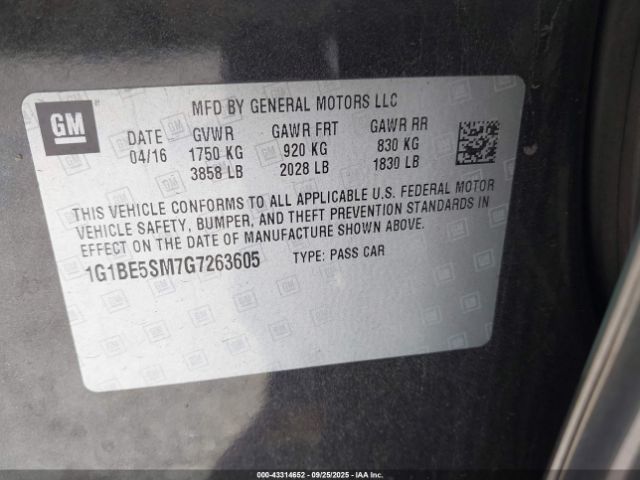 GM
MFD BY GENERAL MOTORS LLC
DATE GVWR GAWR FRT GAWR RR
04/16 1750 KG 920 KG 830 KG
3858 LB 2028 LB 1830 LB
THIS VEHICLE CONFORMS TO ALL APPLICABLE U.S. FEDERAL MOTOR
VEHICLE SAFETY, BUMPER, AND THEFT PREVENTION STANDARDS IN
EFFECT ON THE DATE OF MANUFACTURE SHOWN ABOVE.
1G1BE5SM7G7263605 TYPE: PASS CAR
© - 43314652 - 09/25/2025 - IAAI.COM